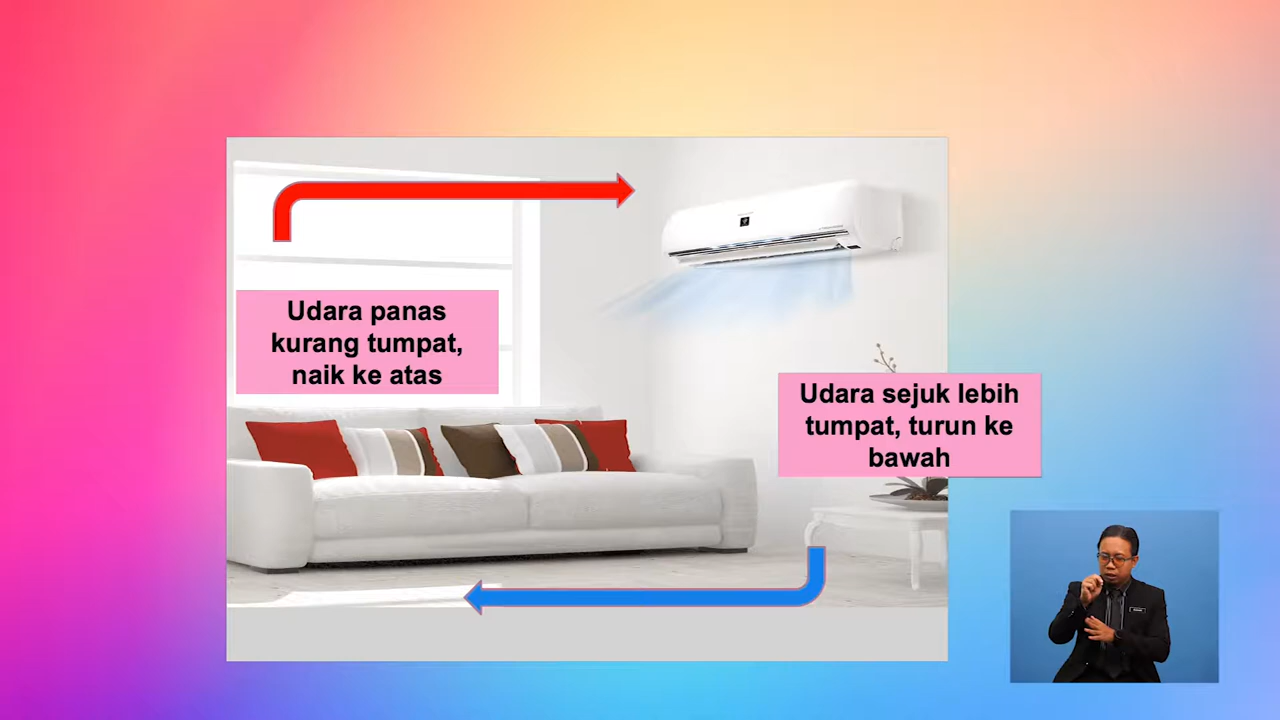 Udara panas
kurang tumpat,
naik ke atas
Udara sejuk lebih
tumpat, turun ke
bawah